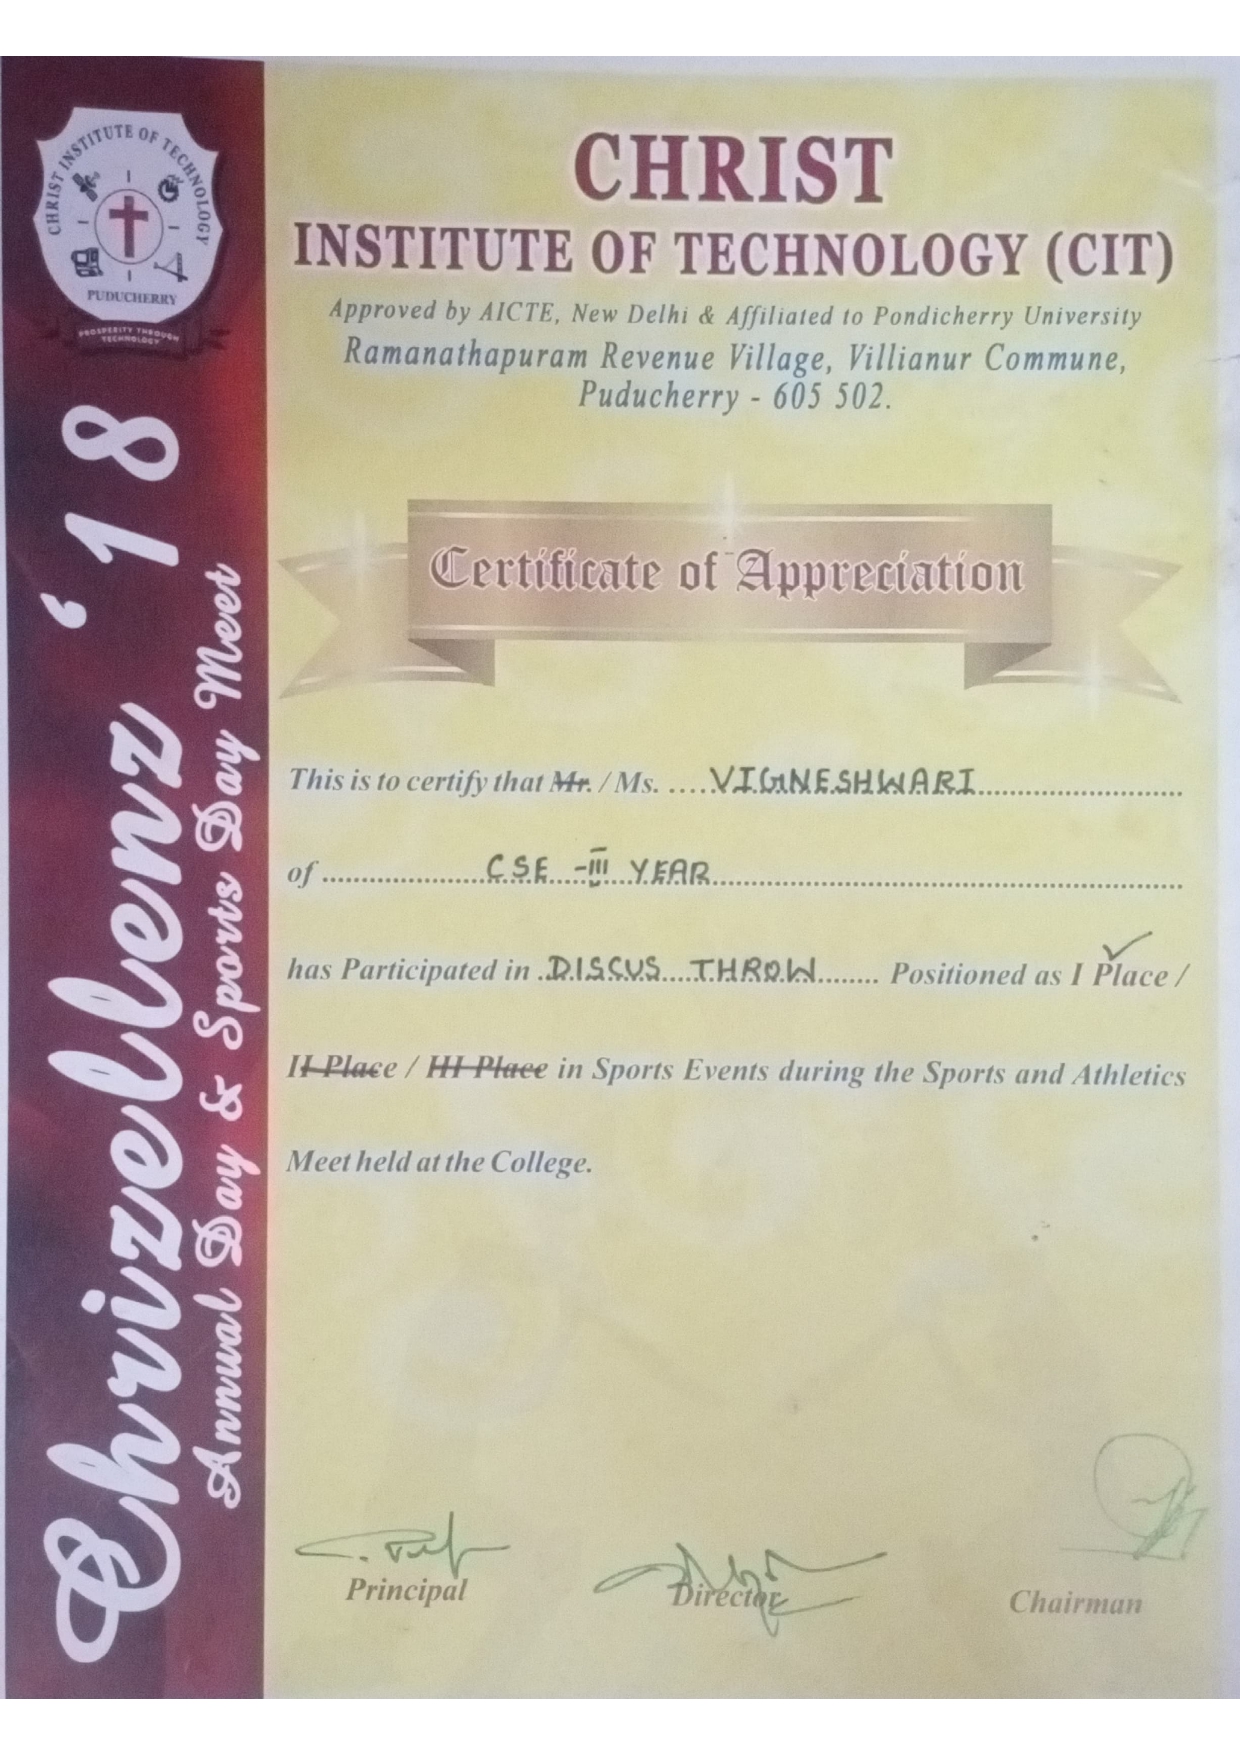 CHRIST INSTITUTE OF TECHNOLOGY
PUDUCHERRY
PROSPERITY THROUGH
TECHNOLOGY
Chrizellenz '18
Annual Day & Sports Day Meet
CHRIST
INSTITUTE OF TECHNOLOGY (CIT)
Approved by AICTE, New Delhi & Affiliated to Pondicherry University
Ramanathapuram Revenue Village, Villianur Commune,
Puducherry - 605 502.
Certificate of Appreciation
This is to certify that Mr. / Ms. ....VIGNESHWARI..............................
of ......................CSE -III YEAR......................................................
has Participated in .DISCUS THROW........ Positioned as I Place /
II Place / III Place in Sports Events during the Sports and Athletics
Meet held at the College.
Principal
Director
Chairman